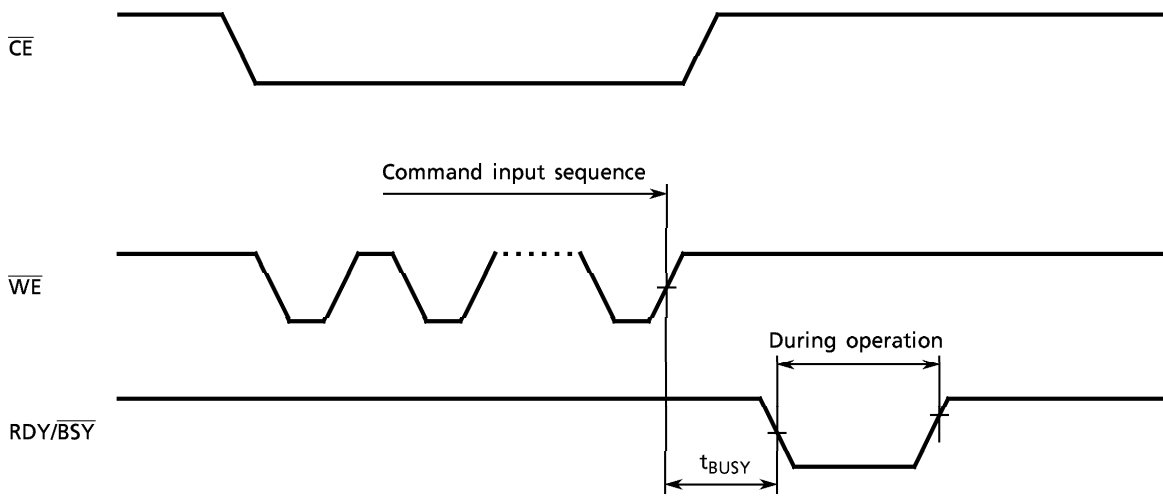 CE
Command input sequence
WE
During operation
RDY/BSY
tBUSY